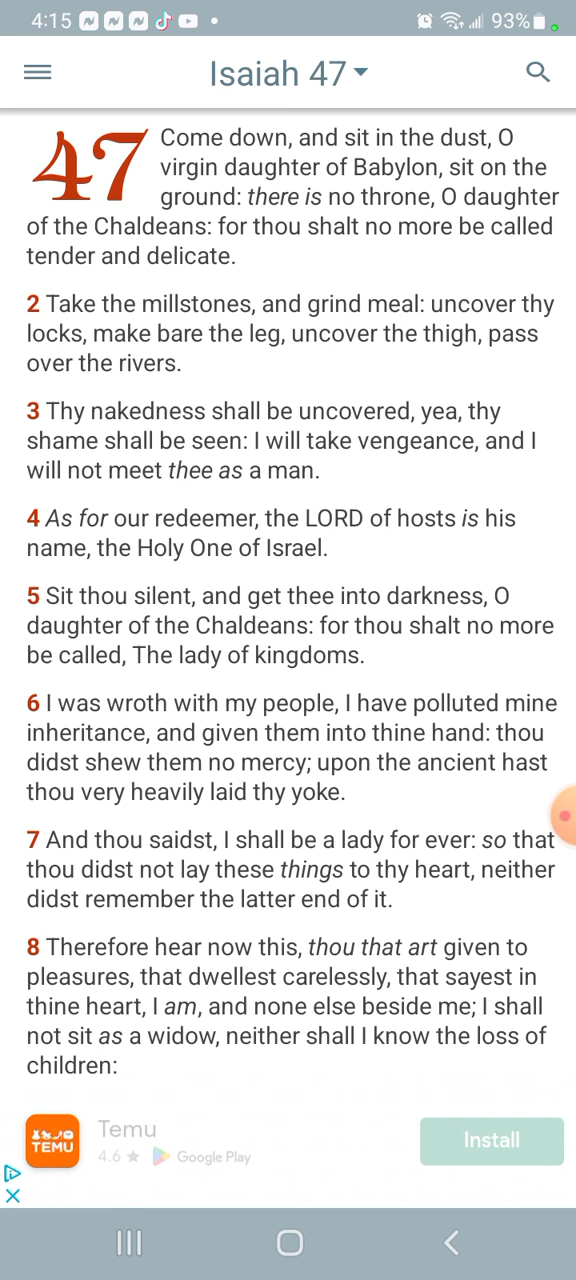 4:15
93%
Isaiah 47
47 Come down, and sit in the dust, O
virgin daughter of Babylon, sit on the
ground: there is no throne, O daughter
of the Chaldeans: for thou shalt no more be called
tender and delicate.
2 Take the millstones, and grind meal: uncover thy
locks, make bare the leg, uncover the thigh, pass
over the rivers.
3 Thy nakedness shall be uncovered, yea, thy
shame shall be seen: I will take vengeance, and I
will not meet thee as a man.
4 As for our redeemer, the LORD of hosts is his
name, the Holy One of Israel.
5 Sit thou silent, and get thee into darkness, O
daughter of the Chaldeans: for thou shalt no more
be called, The lady of kingdoms.
6 I was wroth with my people, I have polluted mine
inheritance, and given them into thine hand: thou
didst shew them no mercy; upon the ancient hast
thou very heavily laid thy yoke.
7 And thou saidst, I shall be a lady for ever: so that
thou didst not lay these things to thy heart, neither
didst remember the latter end of it.
8 Therefore hear now this, thou that art given to
pleasures, that dwellest carelessly, that sayest in
thine heart, I am, and none else beside me; I shall
not sit as a widow, neither shall I know the loss of
children:
TEMU
Temu
4.6 ★ Google Play
Install